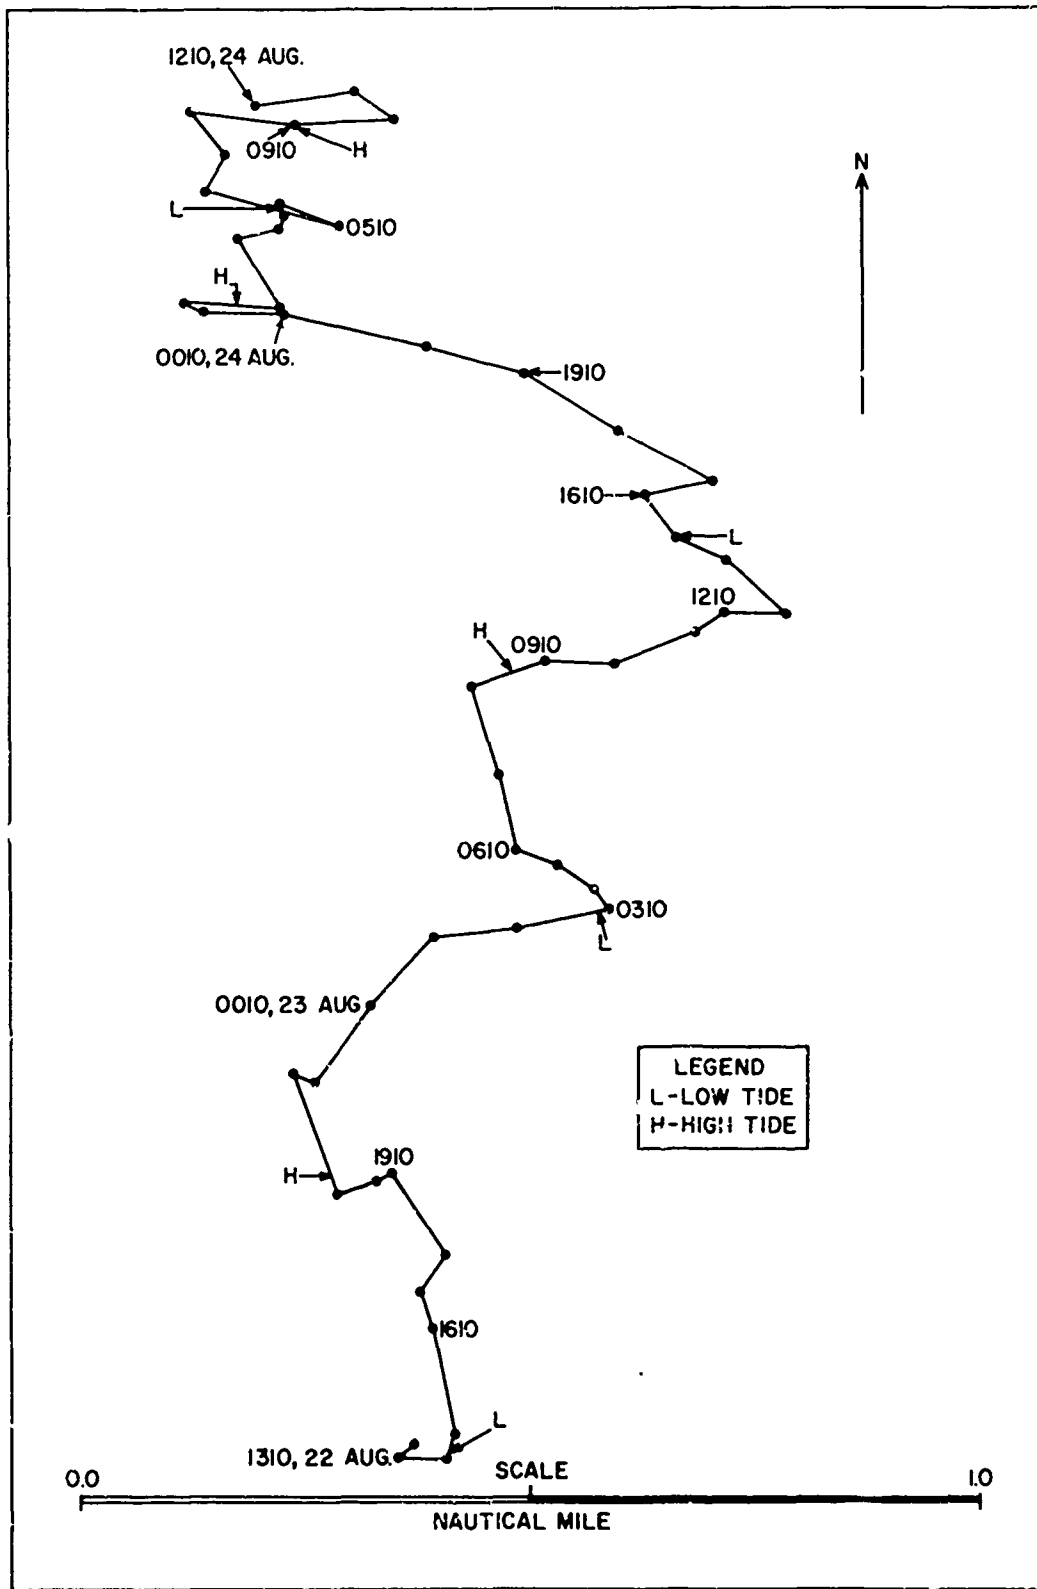 1210, 24 AUG.
0910
H
N
L
0510
H
0010, 24 AUG.
1910
1610
L
1210
H
0910
0610
0310
L
0010, 23 AUG
LEGEND
L-LOW TIDE
H-HIGH TIDE
1910
H
1610
L
1310, 22 AUG.
SCALE
0.0
1.0
NAUTICAL MILE